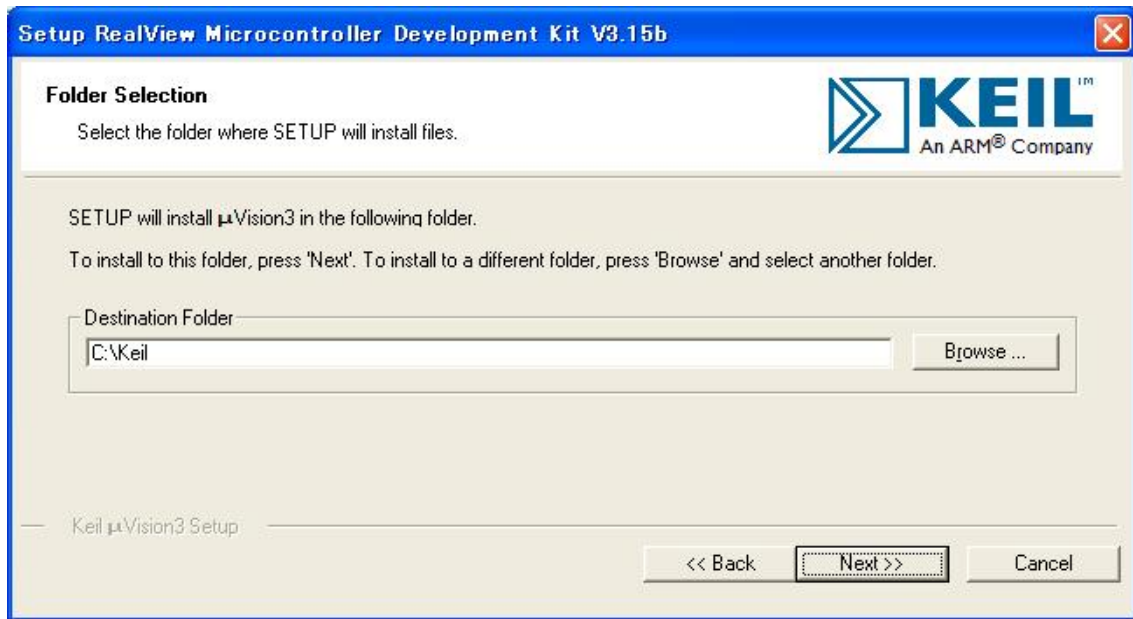 Setup RealView Microcontroller Development Kit V3.15b
Folder Selection
Select the folder where SETUP will install files.
KEIL™
An ARM® Company
SETUP will install µVision3 in the following folder.
To install to this folder, press 'Next'. To install to a different folder, press 'Browse' and select another folder.
Destination Folder
C:\Keil
Browse ...
Keil µVision3 Setup
<< Back
Next >>
Cancel